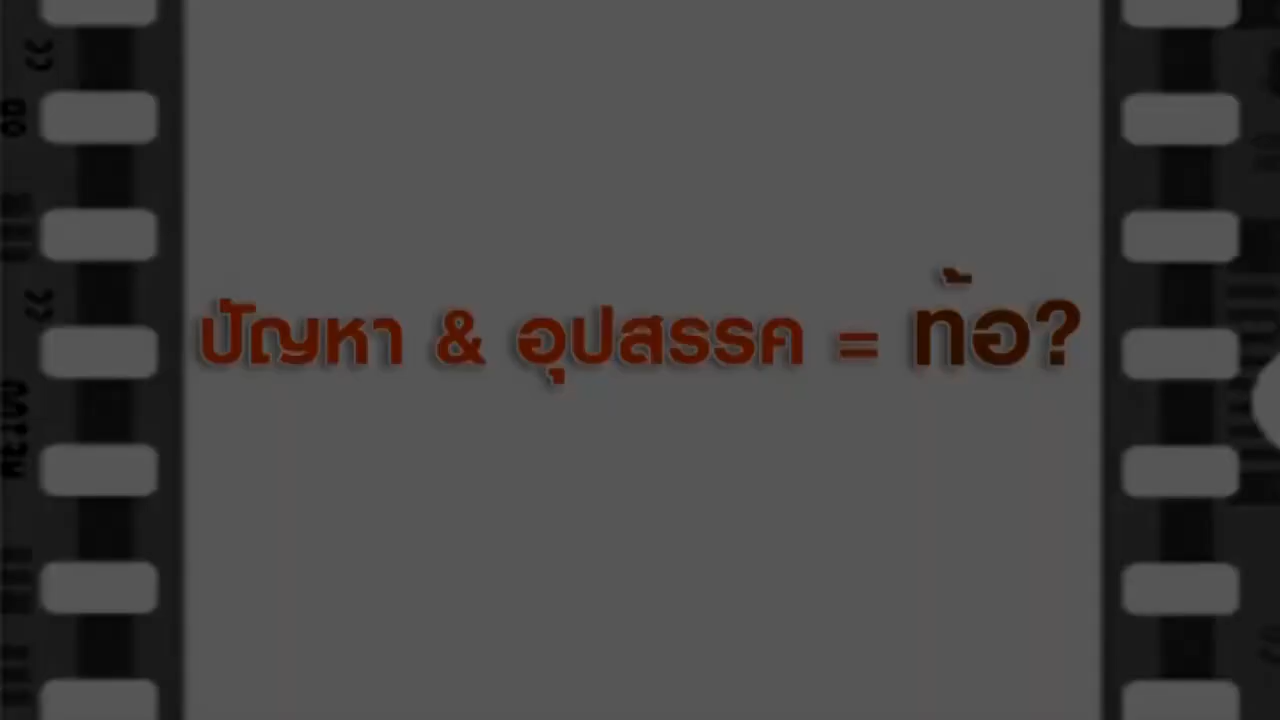 ปัญหา & อุปสรรค = ท้อ?